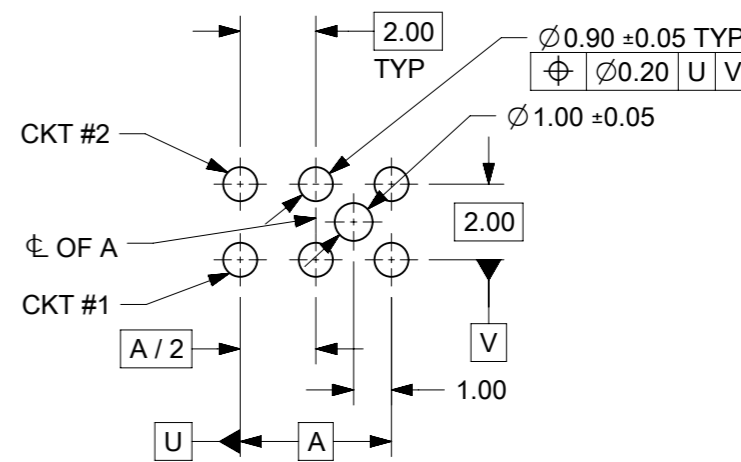 2.00
TYP
∅0.90 ±0.05 TYP
⌖ ∅0.20 U V
∅1.00 ±0.05
CKT #2
2.00
℄ OF A
CKT #1
A / 2
V
1.00
U
A